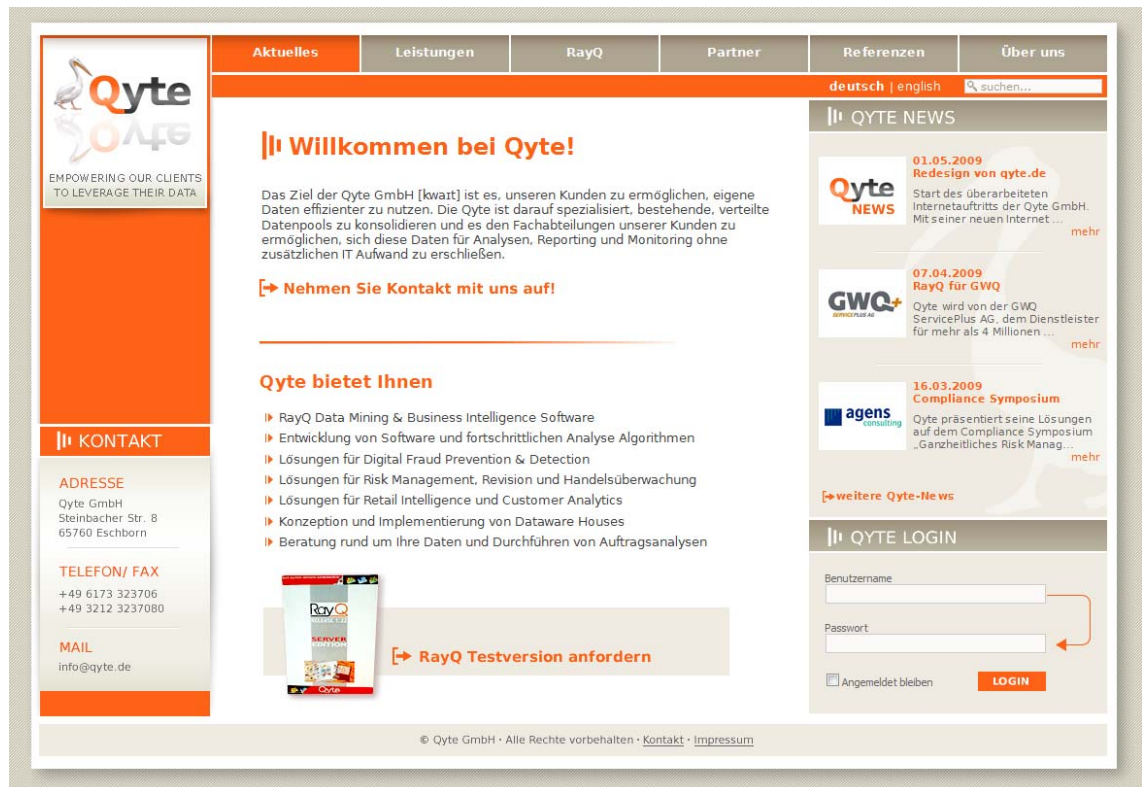 Qyte
EMPOWERING OUR CLIENTS
TO LEVERAGE THEIR DATA
Aktuelles
Leistungen
RayQ
Partner
Referenzen
Über uns
deutsch | english
suchen...
Willkommen bei Qyte!
Das Ziel der Qyte GmbH [kwaɪt] ist es, unseren Kunden zu ermöglichen, eigene
Daten effizienter zu nutzen. Die Qyte ist darauf spezialisiert, bestehende, verteilte
Datenpools zu konsolidieren und es den Fachabteilungen unserer Kunden zu
ermöglichen, sich diese Daten für Analysen, Reporting und Monitoring ohne
zusätzlichen IT Aufwand zu erschließen.
Nehmen Sie Kontakt mit uns auf!
Qyte bietet Ihnen
RayQ Data Mining & Business Intelligence Software
Entwicklung von Software und fortschrittlichen Analyse Algorithmen
Lösungen für Digital Fraud Prevention & Detection
Lösungen für Risk Management, Revision und Handelsüberwachung
Lösungen für Retail Intelligence und Customer Analytics
Konzeption und Implementierung von Dataware Houses
Beratung rund um Ihre Daten und Durchführen von Auftragsanalysen
RayQ
SERVER
EDITION
Qyte
RayQ Testversion anfordern
KONTAKT
ADRESSE
Qyte GmbH
Steinbacher Str. 8
65760 Eschborn
TELEFON/ FAX
+49 6173 323706
+49 3212 3237080
MAIL
info@qyte.de
QYTE NEWS
Qyte
NEWS
01.05.2009
Redesign von qyte.de
Start des überarbeiteten
Internetauftritts der Qyte GmbH.
Mit seiner neuen Internet ...
mehr
GWQ+
SERVICEPLUS AG
07.04.2009
RayQ für GWQ
Qyte wird von der GWQ
ServicePlus AG, dem Dienstleister
für mehr als 4 Millionen ...
mehr
agens
consulting
16.03.2009
Compliance Symposium
Qyte präsentiert seine Lösungen
auf dem Compliance Symposium
„Ganzheitliches Risk Manag...
mehr
weitere Qyte-News
QYTE LOGIN
Benutzername
Passwort
Angemeldet bleiben
LOGIN
© Qyte GmbH · Alle Rechte vorbehalten · Kontakt · Impressum